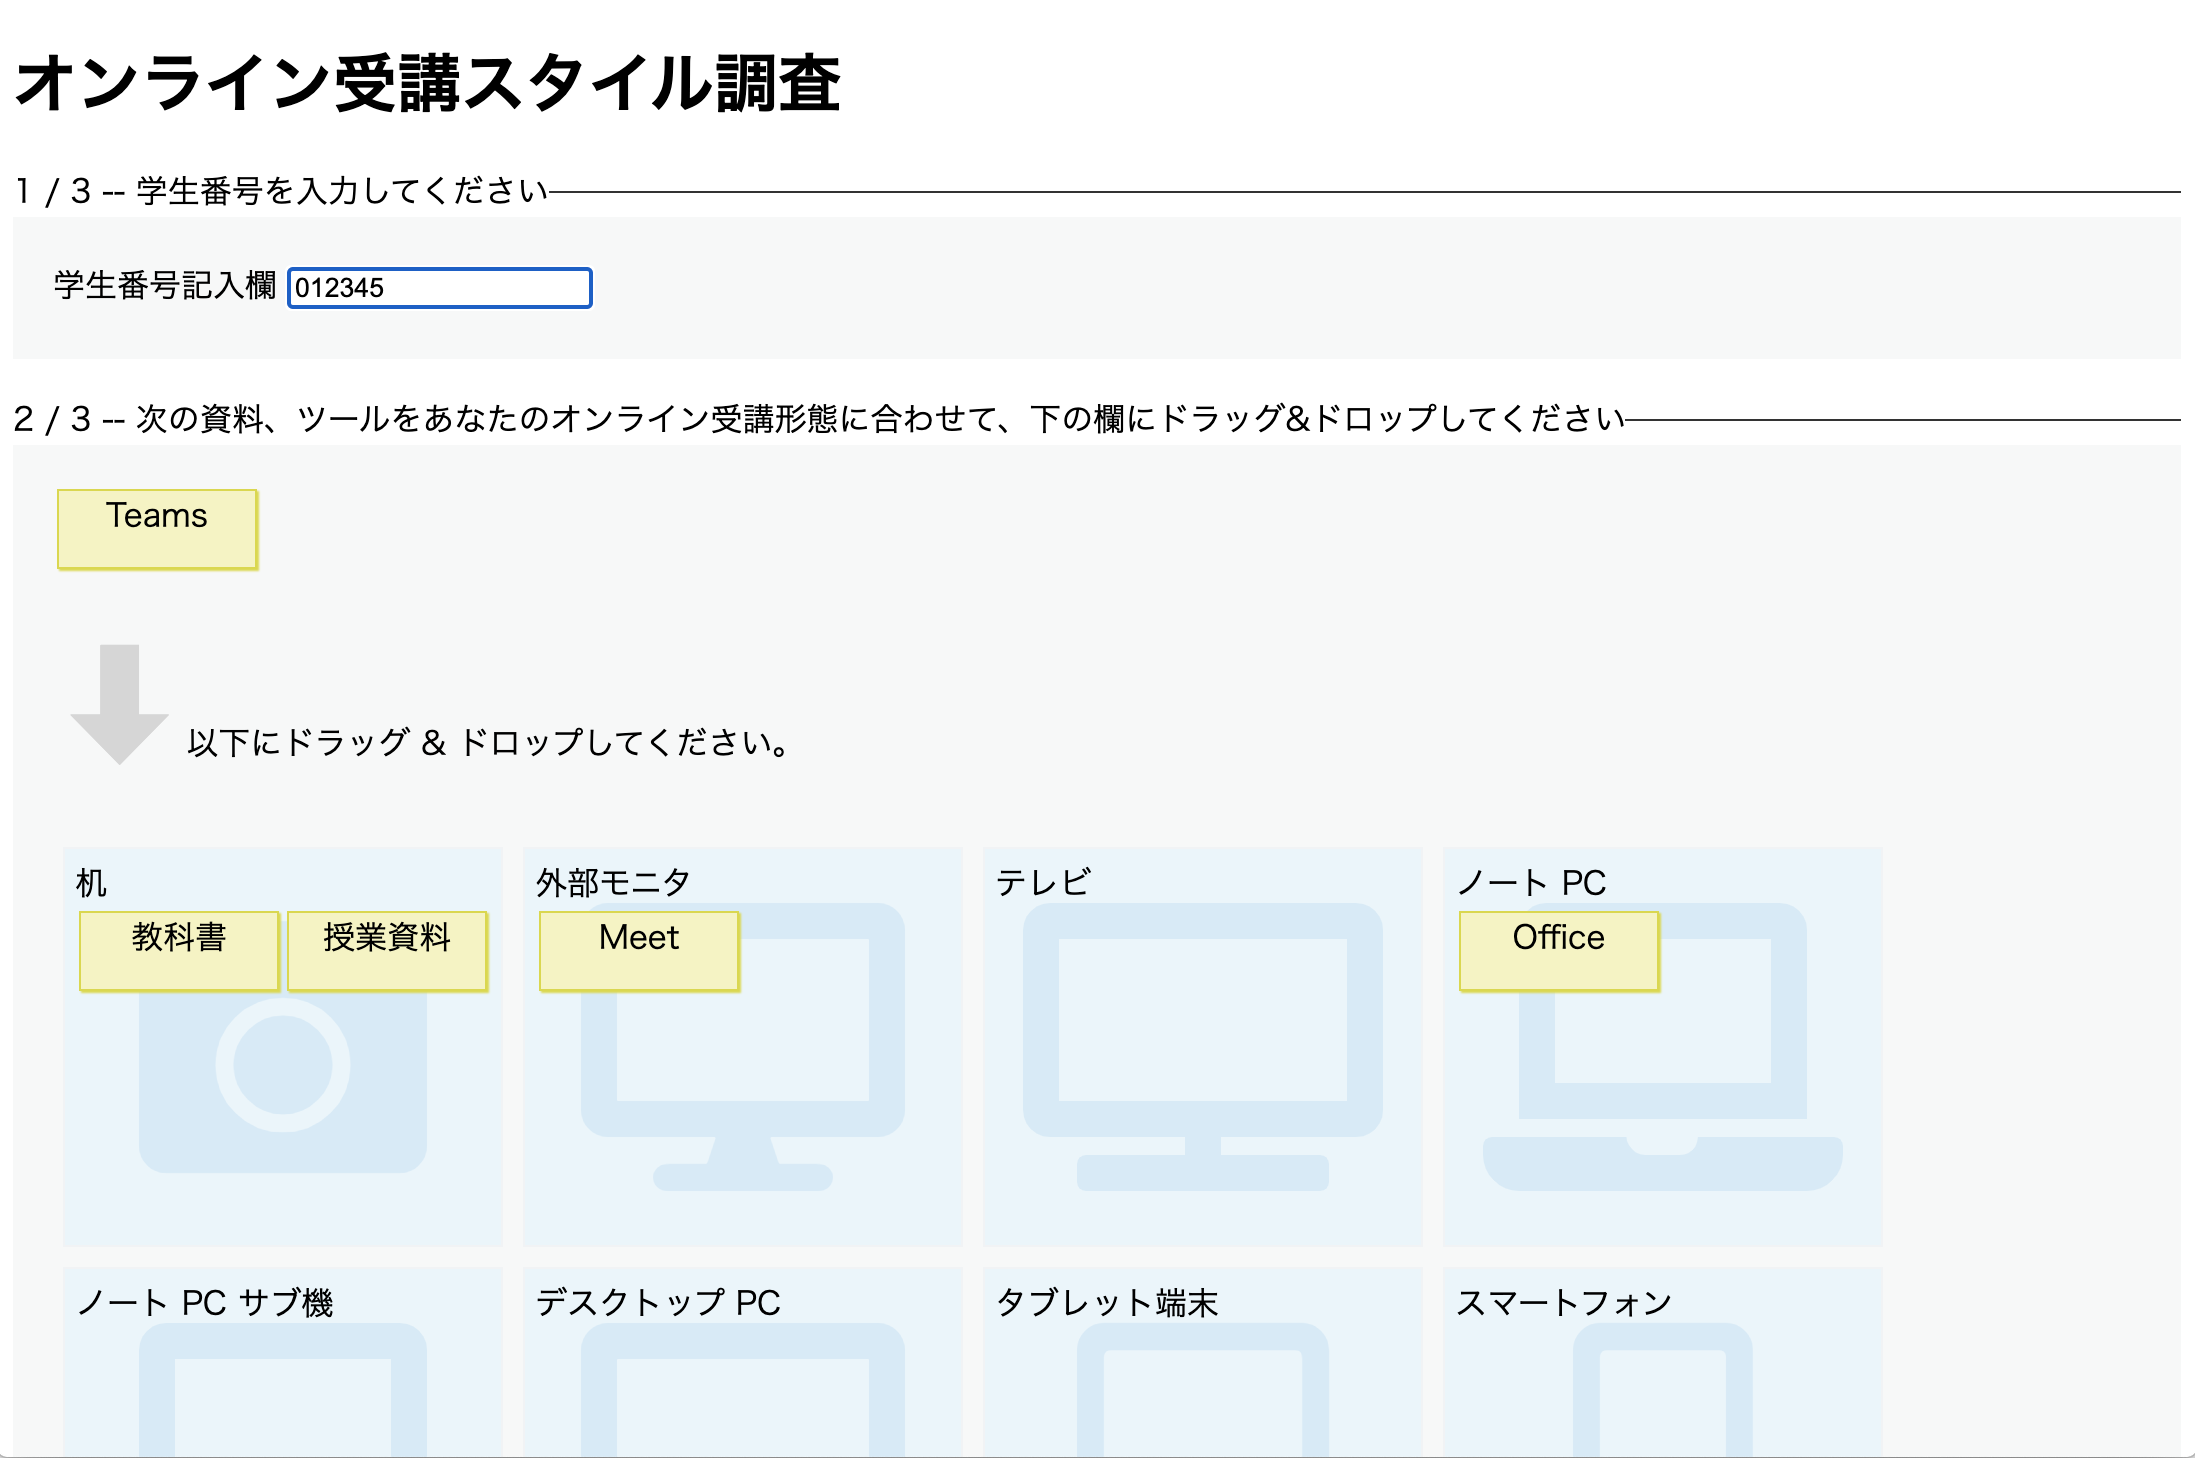 オンライン受講スタイル調査
1 / 3 -- 学生番号を入力してください
学生番号記入欄 012345
2 / 3 -- 次の資料、ツールをあなたのオンライン受講形態に合わせて、下の欄にドラッグ&ドロップしてください
Teams
以下にドラッグ & ドロップしてください。
机
教科書 授業資料
外部モニタ
Meet
テレビ
ノート PC
Office
ノート PC サブ機
デスクトップ PC
タブレット端末
スマートフォン